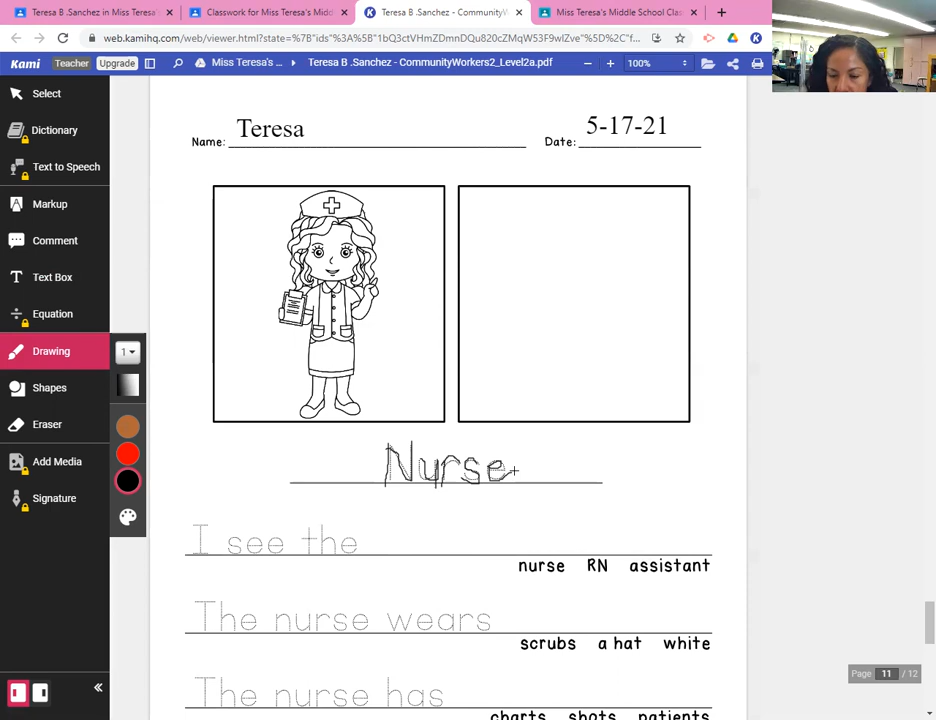 Teresa B .Sanchez in Miss Teresa's
Classwork for Miss Teresa's Midd
Teresa B .Sanchez - CommunityW
Miss Teresa's Middle School Clas
web.kamihq.com/web/viewer.html?state=%7B"ids"%3A%5B"1bQ3ctVHmZDmnDQu820cZMqW53F9wlZve"%5D%2C"f...
Kami Teacher Upgrade Miss Teresa's ... Teresa B .Sanchez - CommunityWorkers2_Level2a.pdf 100%
Select
Dictionary
Text to Speech
Markup
Comment
Text Box
Equation
Drawing
Shapes
Eraser
Add Media
Signature
1
Name: Teresa Date: 5-17-21
Nurse
I see the
nurse RN assistant
The nurse wears
scrubs a hat white
The nurse has
charts shots patients
Page 11 / 12